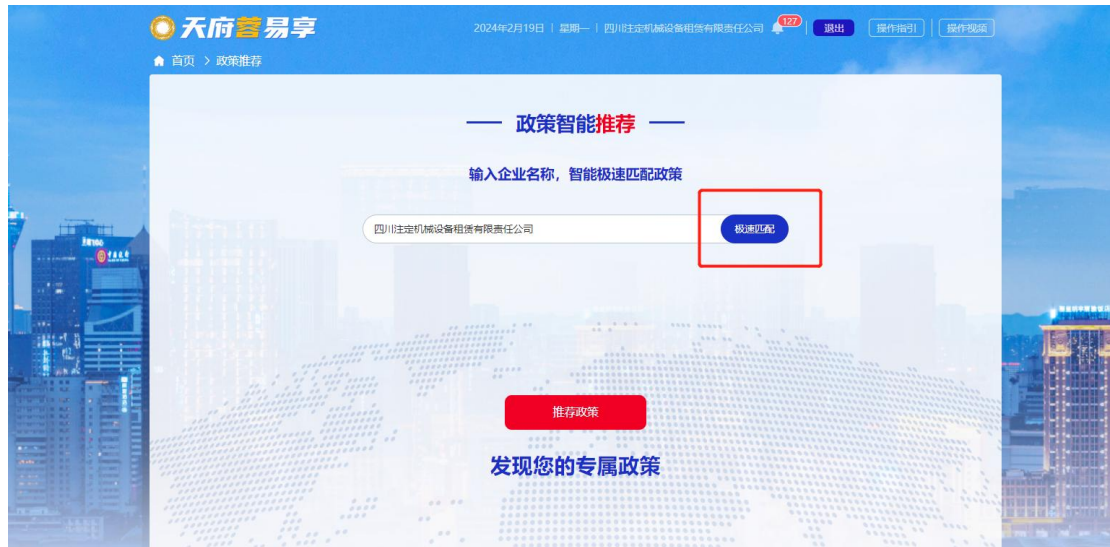 天府蓉易享
2024年2月19日 | 星期一 | 四川注定机械设备租赁有限责任公司 127 | 退出 操作指引 | 操作视频
首页 > 政策推荐
政策智能推荐
输入企业名称，智能极速匹配政策
四川注定机械设备租赁有限责任公司 极速匹配
推荐政策
发现您的专属政策